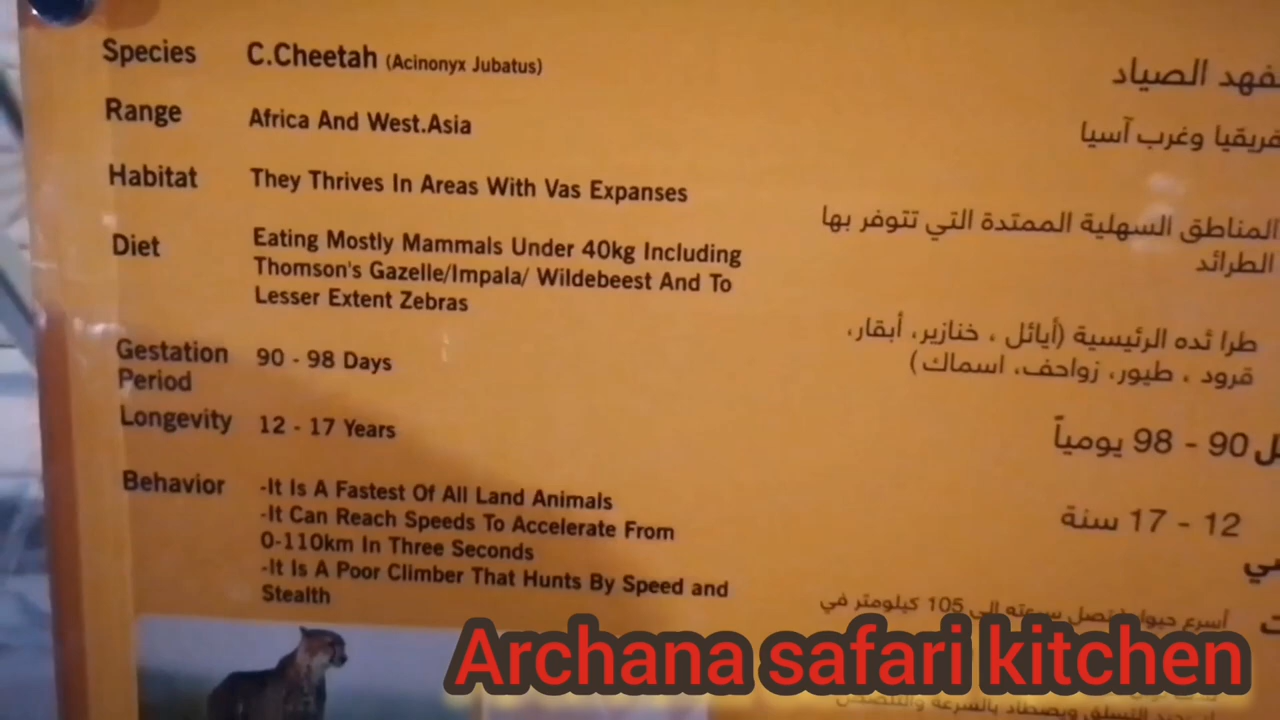 Species C.Cheetah (Acinonyx Jubatus)
Range Africa And West.Asia
Habitat They Thrives In Areas With Vas Expanses
Diet Eating Mostly Mammals Under 40kg Including
Thomson's Gazelle/Impala/ Wildebeest And To
Lesser Extent Zebras
Gestation Period 90 - 98 Days
Longevity 12 - 17 Years
Behavior -It Is A Fastest Of All Land Animals
-It Can Reach Speeds To Accelerate From
0-110km In Three Seconds
-It Is A Poor Climber That Hunts By Speed and
Stealth
الصياد
وغرب آسيا
المناطق السهلية الممتدة التي تتوفر بها
الطرائد
طرا ئده الرئيسية (أيائل ، خنازير، أبقار،
قرود ، طيور، زواحف، اسماك )
90 - 98 يومياً
12 - 17 سنة
105 كيلومتر في
Archana safari kitchen